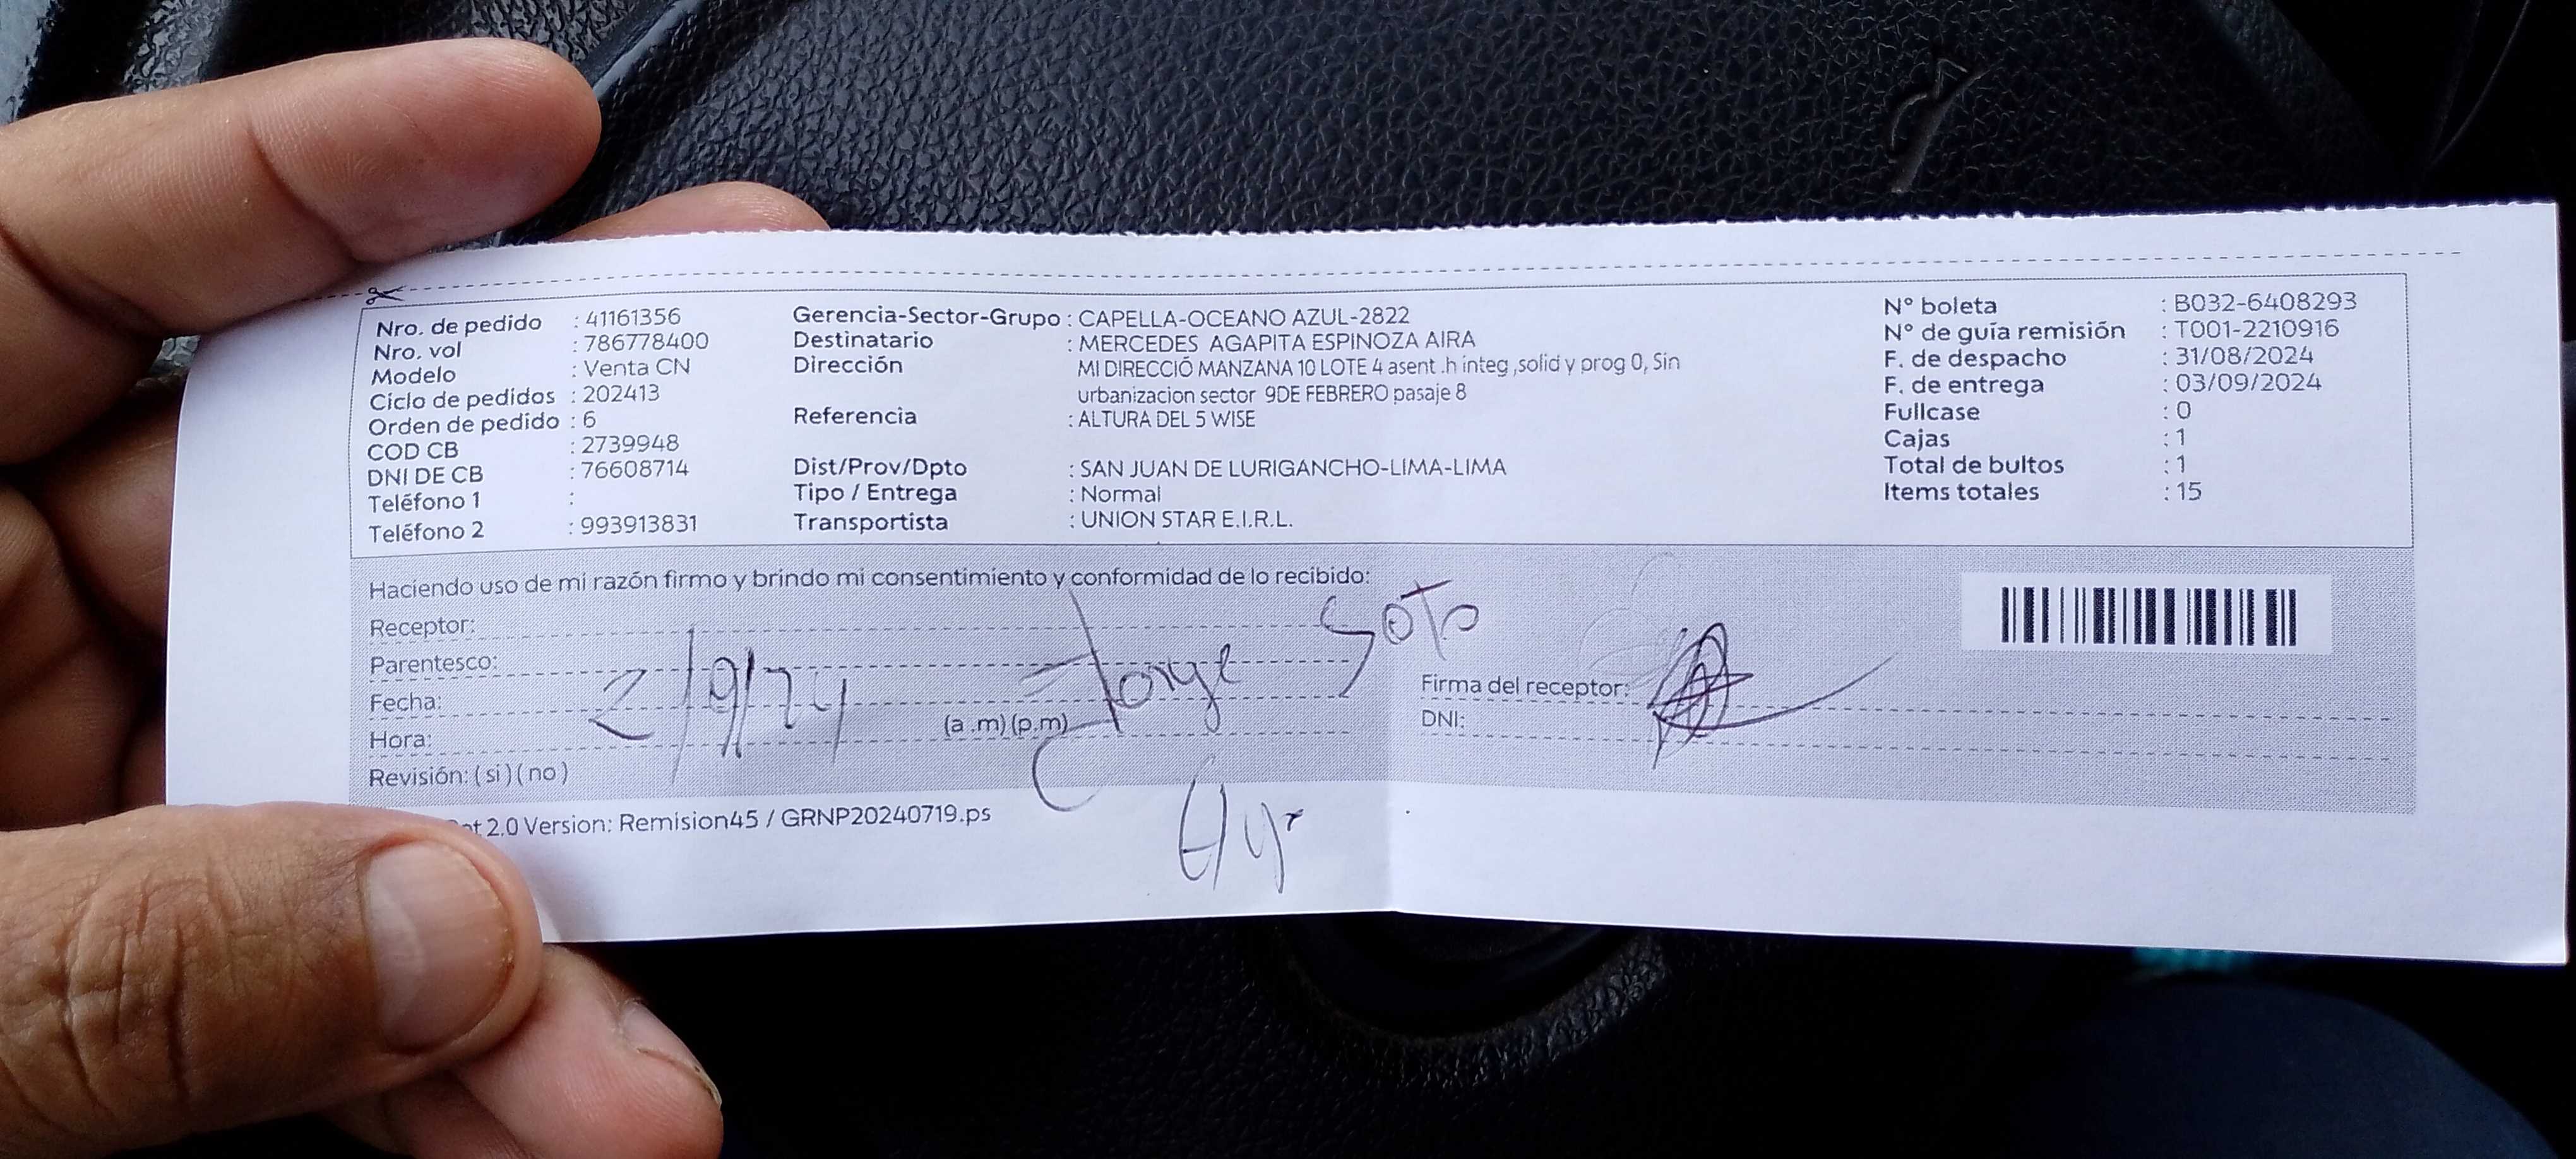 Nro. de pedido : 41161356
Nro. vol : 786778400
Modelo : Venta CN
Ciclo de pedidos : 202413
Orden de pedido : 6
COD CB : 2739948
DNI DE CB : 76608714
Teléfono 1 :
Teléfono 2 : 993913831
Gerencia-Sector-Grupo : CAPELLA-OCEANO AZUL-2822
Destinatario : MERCEDES AGAPITA ESPINOZA AIRA
Dirección MI DIRECCIÓ MANZANA 10 LOTE 4 asent .h integ ,solid y prog 0, Sin
urbanizacion sector 9DE FEBRERO pasaje 8
Referencia : ALTURA DEL 5 WISE
Dist/Prov/Dpto : SAN JUAN DE LURIGANCHO-LIMA-LIMA
Tipo / Entrega : Normal
Transportista : UNION STAR E.I.R.L.
N° boleta : B032-6408293
N° de guía remisión : T001-2210916
F. de despacho : 31/08/2024
F. de entrega : 03/09/2024
Fullcase : 0
Cajas : 1
Total de bultos : 1
Items totales : 15
Haciendo uso de mi razón firmo y brindo mi consentimiento y conformidad de lo recibido:
Receptor:
Parentesco:
Fecha: 2/9/24 Jorge Soto
Hora: (a .m) (p.m)
Revisión: ( si ) ( no )
Firma del receptor:
DNI:
2.0 Version: Remision45 / GRNP20240719.ps